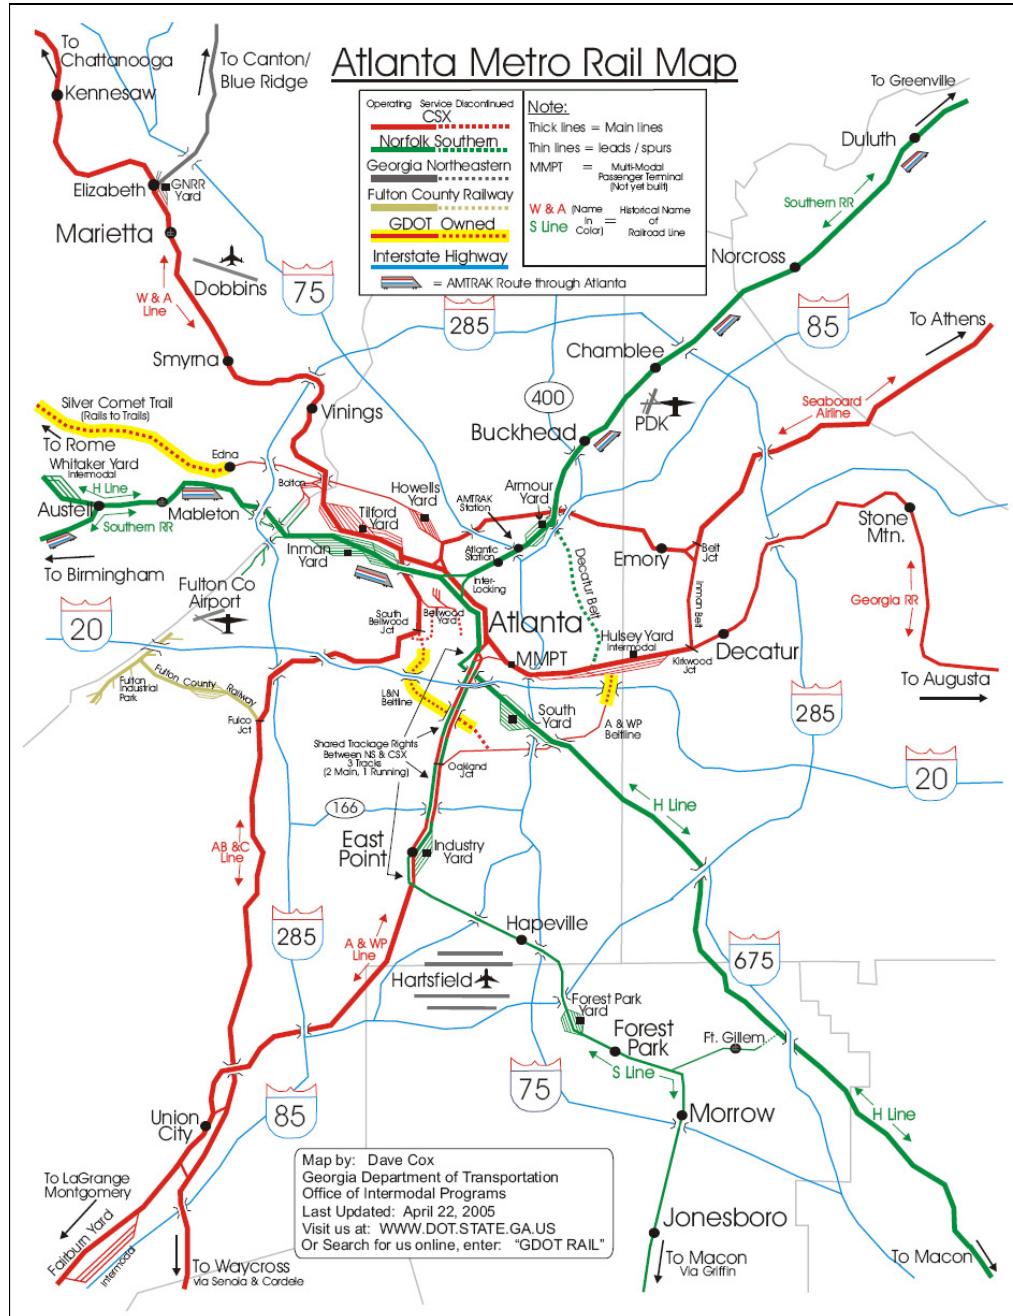 Atlanta Metro Rail Map
To
Chattanooga
Kennesaw
To Canton/
Blue Ridge
Operating Service Discontinued
CSX
Norfolk Southern
Georgia Northeastern
Fulton County Railway
GDOT Owned
Interstate Highway
= AMTRAK Route through Atlanta
Note:
Thick lines = Main lines
Thin lines = leads / spurs
MMPT = Multi-Modal
Passenger Terminal
(Not yet built)
W & A (Name = Historical Name
S Line in of
Color) Railroad Line
To Greenville
Duluth
Southern RR
Norcross
Elizabeth
GNRR
Yard
Marietta
Dobbins
W & A
Line
75
285
85
To Athens
Smyrna
Chamblee
Seaboard
Airline
400
PDK
Vinings
Buckhead
Silver Comet Trail
(Rails to Trails)
To Rome
Edna
Whitaker Yard
Intermodal
H Line
Austell
Mableton
Southern RR
To Birmingham
Bolton
Howells
Yard
AMTRAK
Station
Armour
Yard
Tilford
Yard
Inman
Yard
Atlantic
Station
Inter-
Locking
Decatur Belt
Emory
Belt
Jct
Inman Belt
Stone
Mtn.
Georgia RR
Fulton Co
Airport
20
South
Bellwood
Jct
Bellwood
Yard
Atlanta
MMPT
Hulsey Yard
Intermodal
Kirkwood
Jct
Decatur
To Augusta
Fulton
Industrial
Park
Fulton County Railway
Fulco
Jct
L&N
Beltline
South
Yard
A & WP
Beltline
285
20
Shared Trackage Rights
Between NS & CSX
3 Tracks
(2 Main, 1 Running)
Oakland
Jct
166
H Line
AB &C
Line
East
Point
Industry
Yard
285
A & WP
Line
Hapeville
675
Hartsfield
Forest Park
Yard
Forest
Park
Ft. Gillem
S Line
75
85
Morrow
H Line
Union
City
To LaGrange
Montgomery
Fairburn Yard
Intermodal
To Waycross
via Senoia & Cordele
Map by: Dave Cox
Georgia Department of Transportation
Office of Intermodal Programs
Last Updated: April 22, 2005
Visit us at: WWW.DOT.STATE.GA.US
Or Search for us online, enter: "GDOT RAIL"
Jonesboro
To Macon
Via Griffin
To Macon